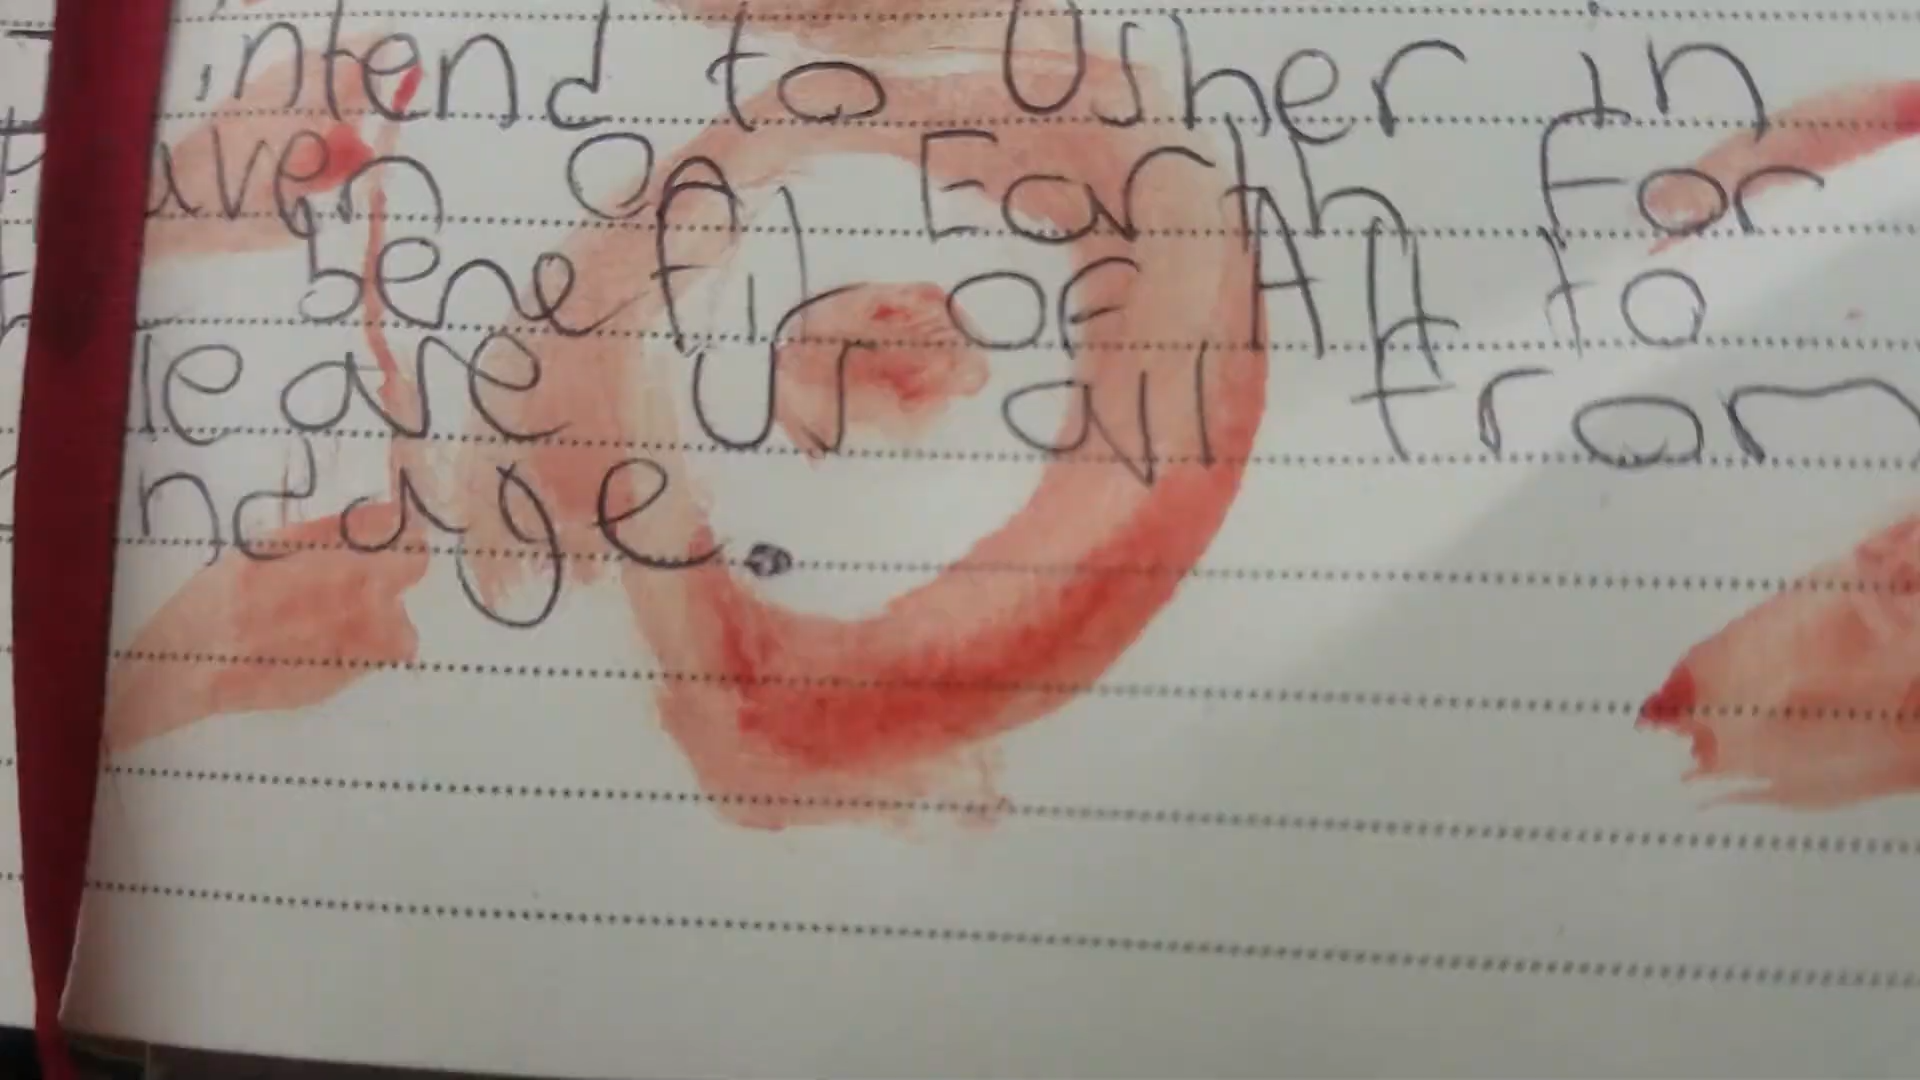 I intend to Usher in
aven on Earth For
benefit of All to
leave us all from
ndage.